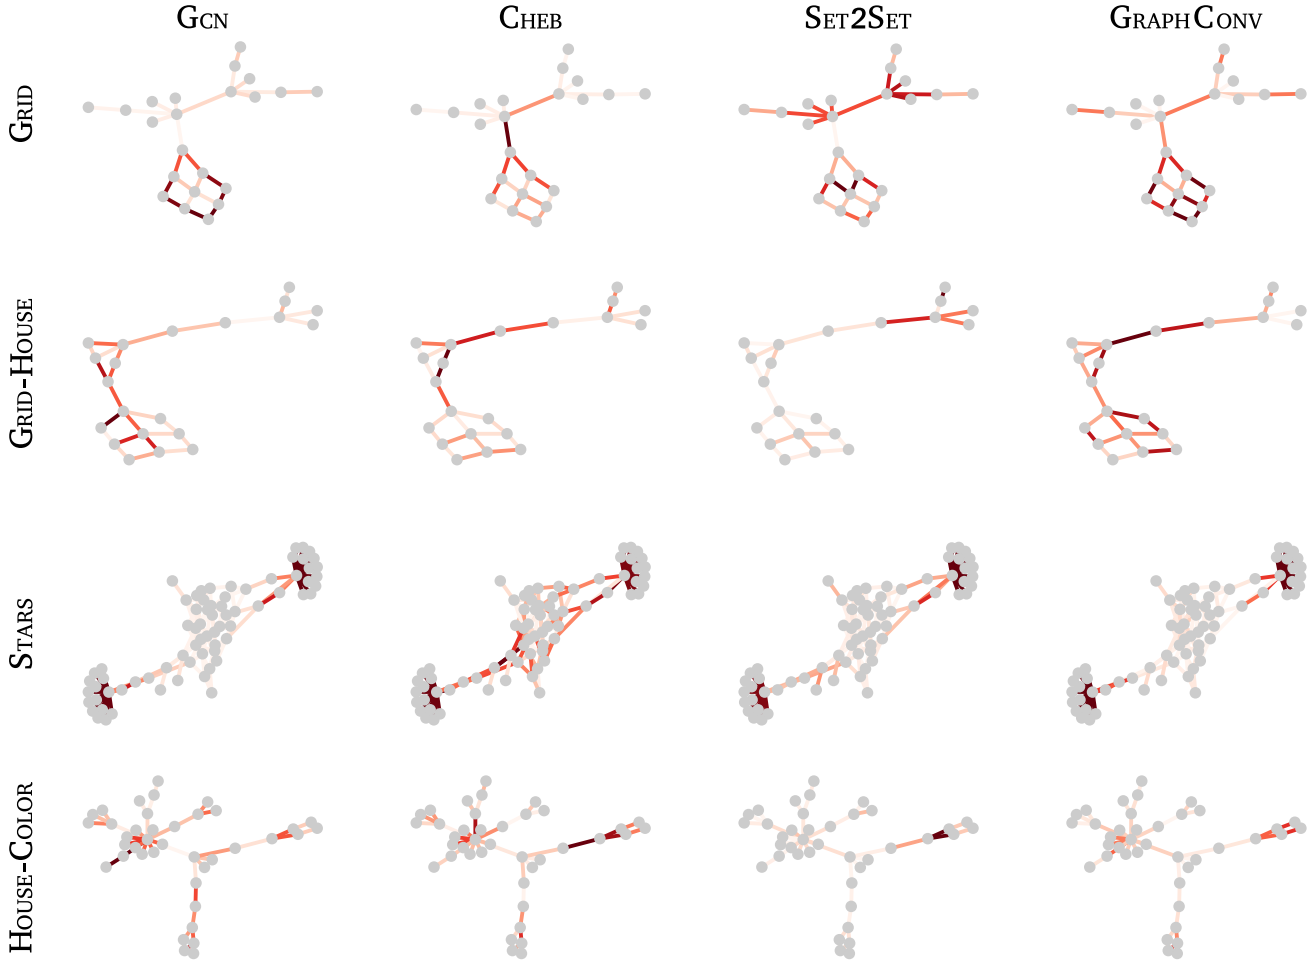 GCN CHEB SET2SET GRAPHCONV
GRID
GRID-HOUSE
STARS
HOUSE-COLOR